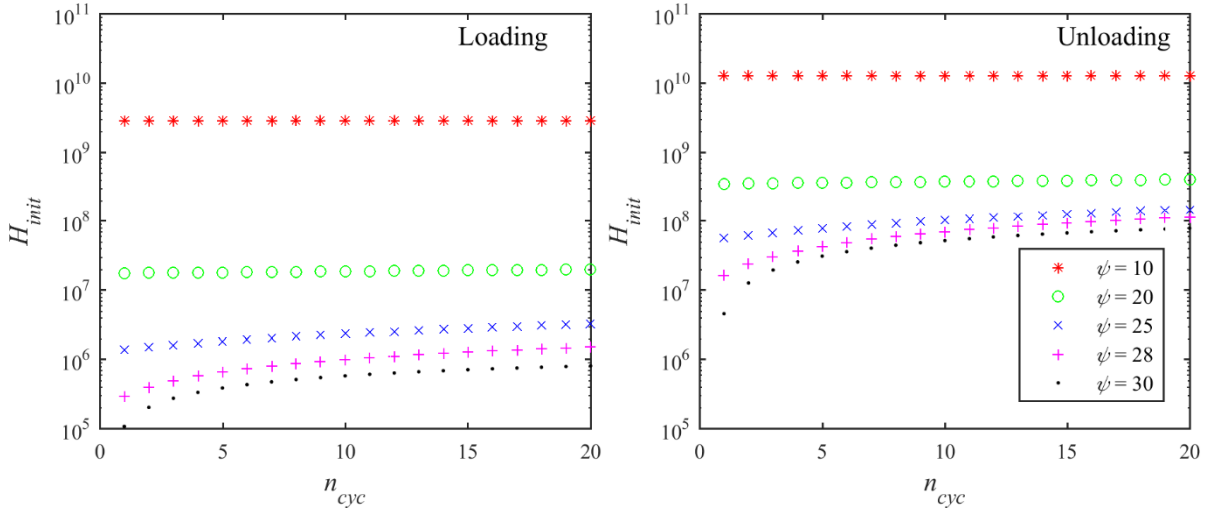 Loading
10^11
10^10
10^9
10^8
10^7
10^6
10^5
H_init
0 5 10 15 20
n_cyc
Unloading
10^11
10^10
10^9
10^8
10^7
10^6
10^5
H_init
0 5 10 15 20
n_cyc
ψ = 10
ψ = 20
ψ = 25
ψ = 28
ψ = 30